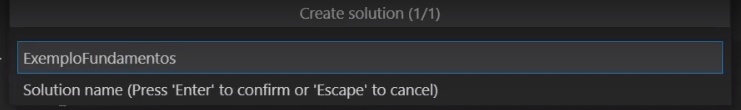 Create solution (1/1)
ExemploFundamentos
Solution name (Press 'Enter' to confirm or 'Escape' to cancel)